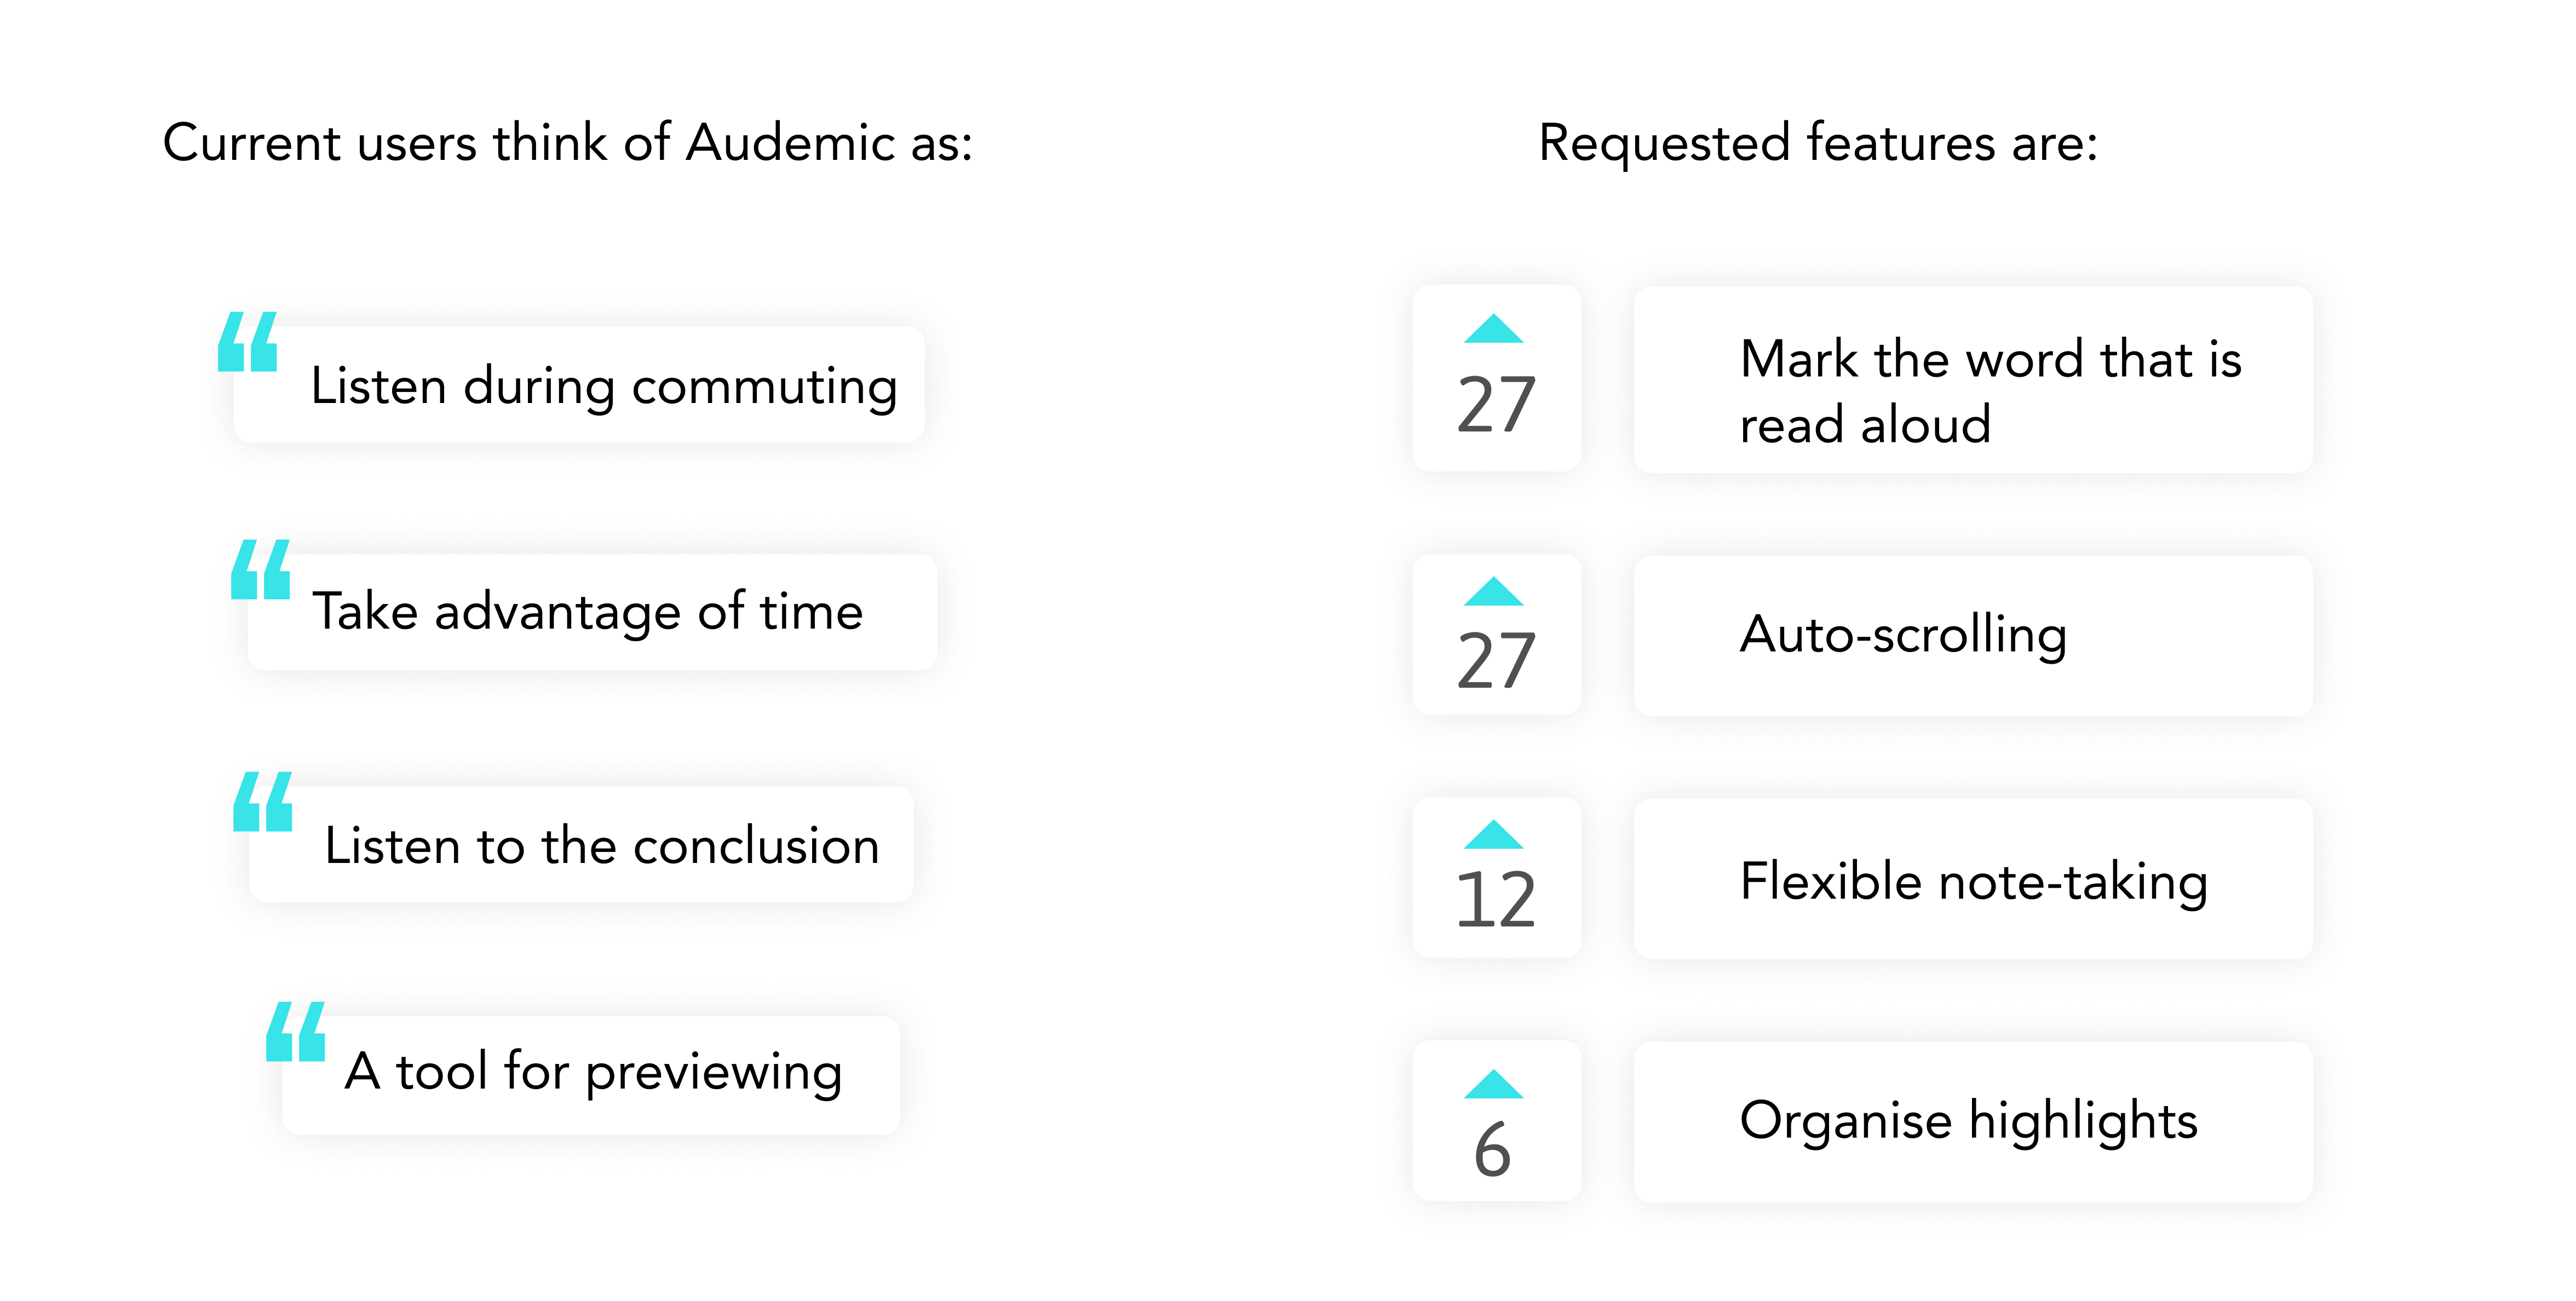 Current users think of Audemic as:
“ Listen during commuting
“ Take advantage of time
“ Listen to the conclusion
“ A tool for previewing
Requested features are:
27
Mark the word that is
read aloud
27
Auto-scrolling
12
Flexible note-taking
6
Organise highlights